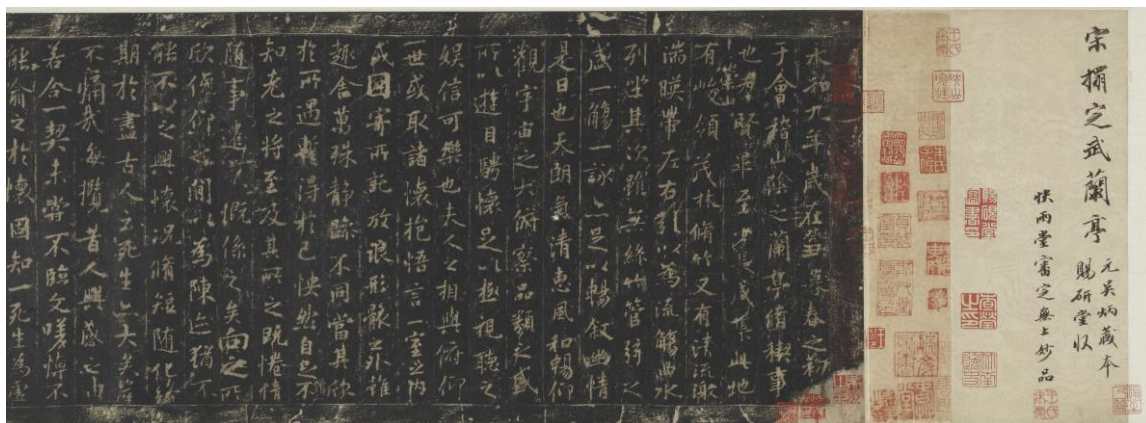 宋搨定武蘭亭
元吳炳藏本
賜研堂收
快雨堂審定無上妙品
永和九年歲在癸丑暮春之初
于會稽山陰之蘭亭脩禊事
也羣賢畢至少長咸集此地
有崇山峻領茂林脩竹又有清流激
湍暎帶左右引以為流觴曲水
列坐其次雖無絲竹管弦之
盛一觴一詠亦足以暢敘幽情
是日也天朗氣清惠風和暢仰
觀宇宙之大俯察品類之盛
所以遊目騁懷足以極視聽之
娛信可樂也夫人之相與俯仰
一世或取諸懷抱悟言一室之內
或因寄所託放浪形骸之外雖
趣舍萬殊靜躁不同當其欣
於所遇暫得於己怏然自足不
知老之將至及其所之既惓情
隨事遷感慨係之矣向之所
欣俛仰之閒以為陳迹猶不
能不以之興懷況脩短隨化終
期於盡古人云死生亦大矣豈
不痛哉每攬昔人興感之由
若合一契未嘗不臨文嗟悼不
能喻之於懷固知一死生為虛